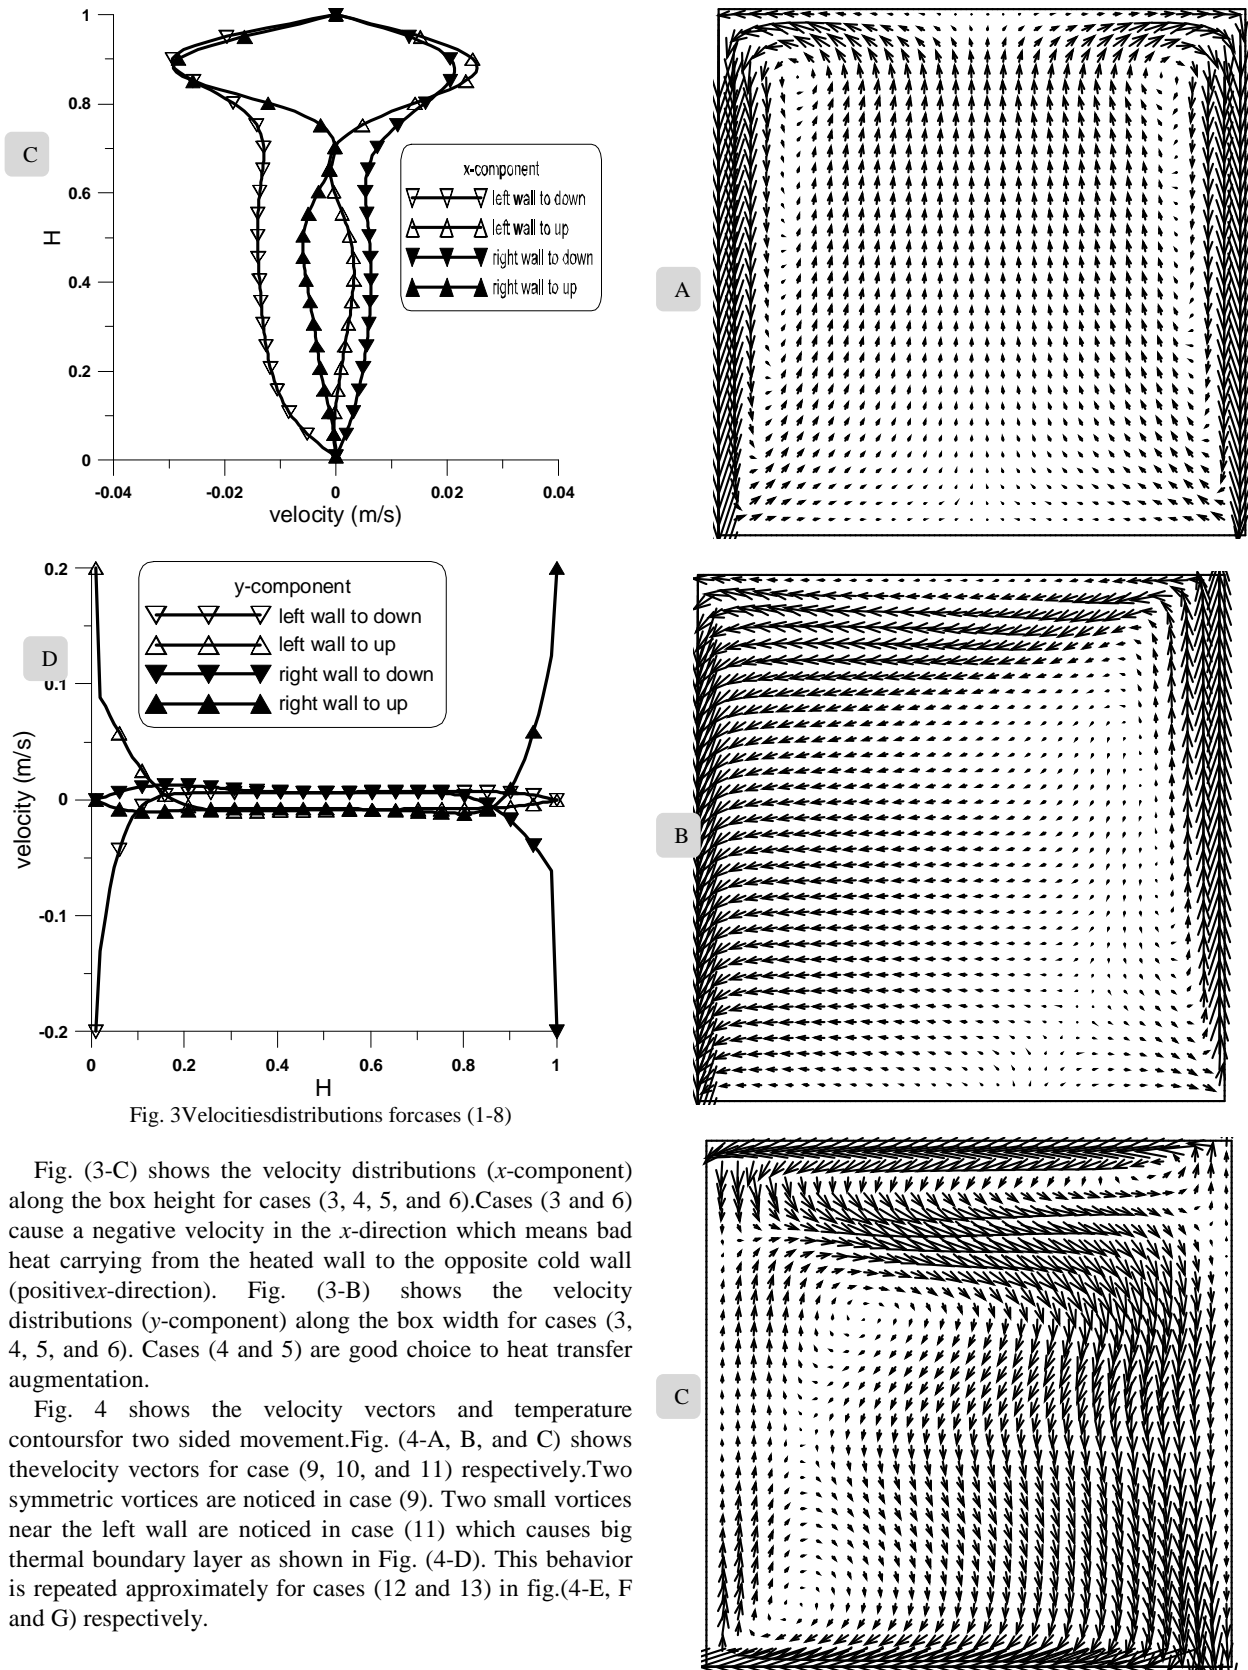 C
1
0.8
0.6
0.4
0.2
0
H
-0.04
-0.02
0
0.02
0.04
velocity (m/s)
x-component
left wall to down
left wall to up
right wall to down
right wall to up
D
0.2
0.1
0
-0.1
-0.2
velocity (m/s)
0
0.2
0.4
0.6
0.8
1
H
y-component
left wall to down
left wall to up
right wall to down
right wall to up
Fig. 3Velocitiesdistributions forcases (1-8)
Fig. (3-C) shows the velocity distributions (x-component)
along the box height for cases (3, 4, 5, and 6).Cases (3 and 6)
cause a negative velocity in the x-direction which means bad
heat carrying from the heated wall to the opposite cold wall
(positivex-direction). Fig. (3-B) shows the velocity
distributions (y-component) along the box width for cases (3,
4, 5, and 6). Cases (4 and 5) are good choice to heat transfer
augmentation.
Fig. 4 shows the velocity vectors and temperature
contoursfor two sided movement.Fig. (4-A, B, and C) shows
thevelocity vectors for case (9, 10, and 11) respectively.Two
symmetric vortices are noticed in case (9). Two small vortices
near the left wall are noticed in case (11) which causes big
thermal boundary layer as shown in Fig. (4-D). This behavior
is repeated approximately for cases (12 and 13) in fig.(4-E, F
and G) respectively.
A
B
C